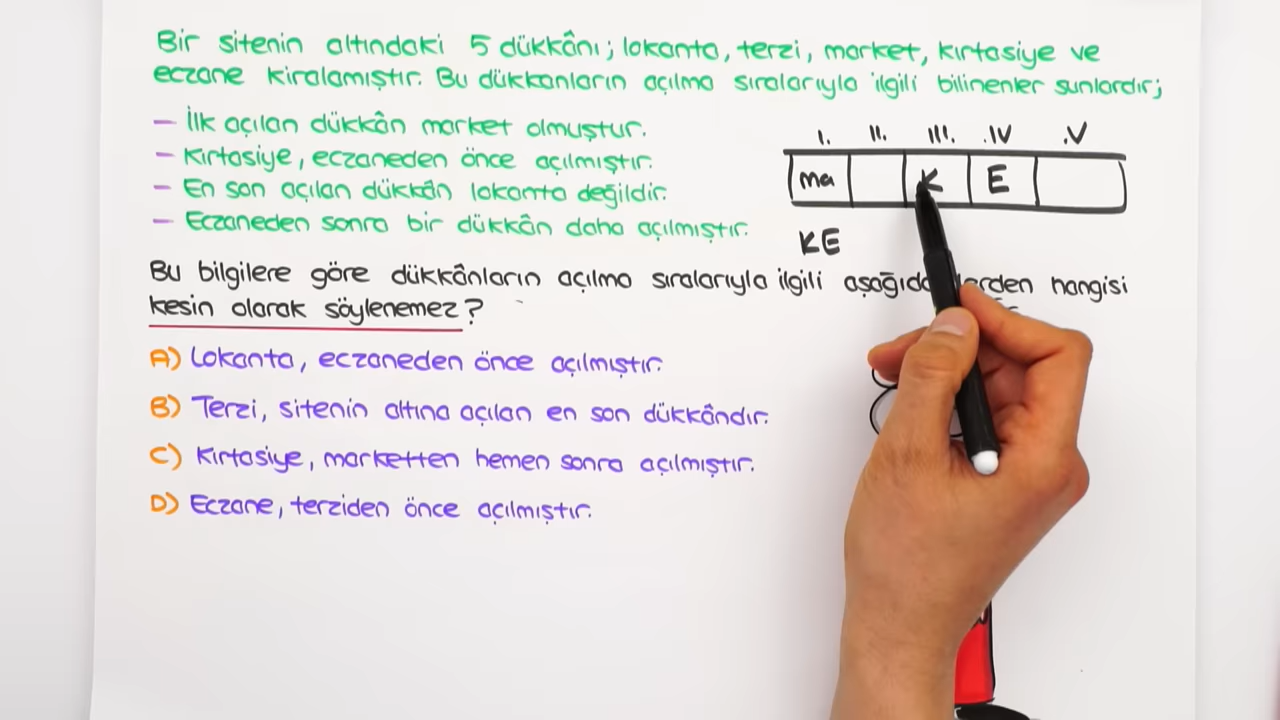 Bir sitenin altındaki 5 dükkânı; lokanta, terzi, market, kırtasiye ve
eczane kiralamıştır. Bu dükkanların açılma sıralarıyla ilgili bilinenler şunlardır;
- İlk açılan dükkân market olmuştur.
- Kırtasiye, eczaneden önce açılmıştır.
- En son açılan dükkân lokanta değildir.
- Eczaneden sonra bir dükkân daha açılmıştır.
I. II. III. .IV .V
ma K E
KE
Bu bilgilere göre dükkânların açılma sıralarıyla ilgili hangisi
kesin olarak söylenemez?
A) Lokanta, eczaneden önce açılmıştır.
B) Terzi, sitenin altına açılan en son dükkândır.
C) Kırtasiye, marketten hemen sonra açılmıştır.
D) Eczane, terziden önce açılmıştır.